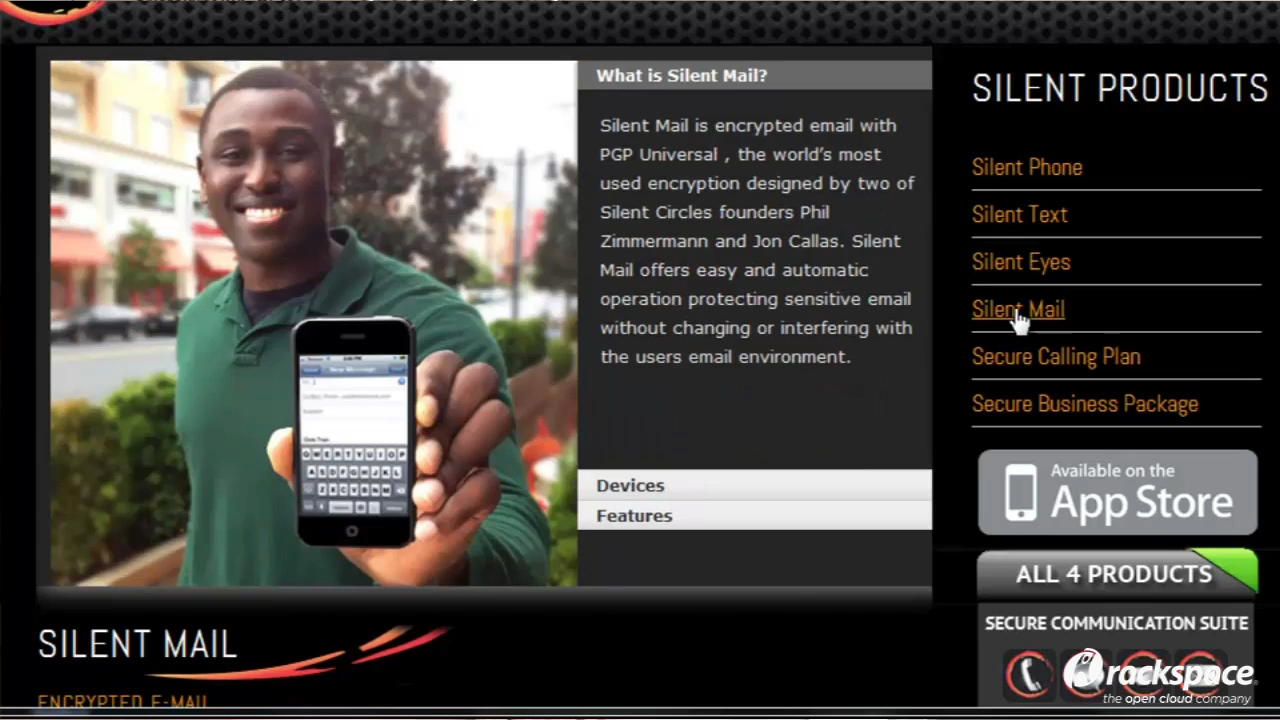 What is Silent Mail?
Silent Mail is encrypted email with
PGP Universal , the world's most
used encryption designed by two of
Silent Circles founders Phil
Zimmermann and Jon Callas. Silent
Mail offers easy and automatic
operation protecting sensitive email
without changing or interfering with
the users email environment.
Devices
Features
SILENT PRODUCTS
Silent Phone
Silent Text
Silent Eyes
Silent Mail
Secure Calling Plan
Secure Business Package
Available on the
App Store
ALL 4 PRODUCTS
SECURE COMMUNICATION SUITE
rackspace
the open cloud company
New Message
Q W E R T Y U I O P
A S D F G H J K L
Z X C V B N M
SILENT MAIL
ENCRYPTED E-MAIL